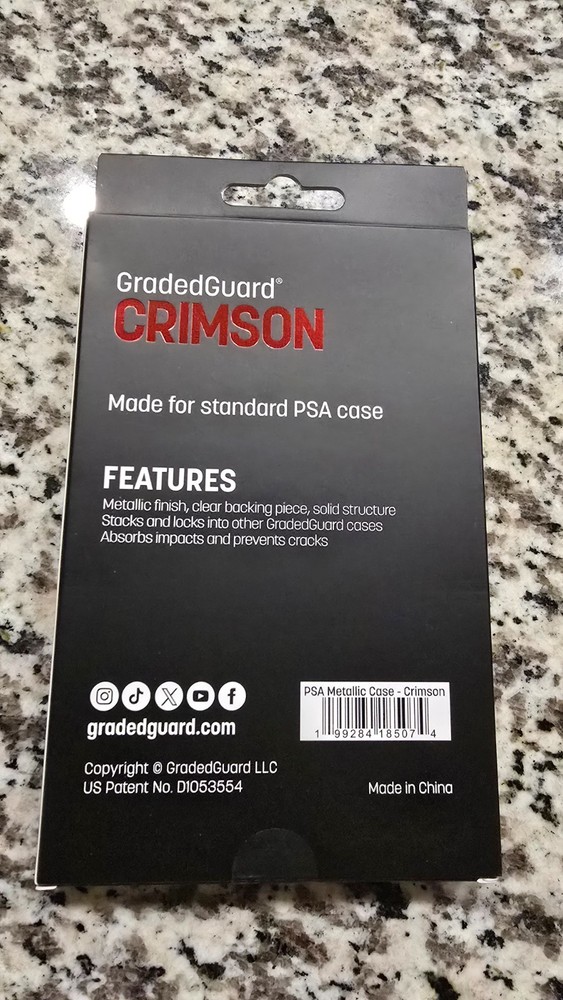 GradedGuard®
CRIMSON
Made for standard PSA case
FEATURES
Metallic finish, clear backing piece, solid structure
Stacks and locks into other GradedGuard cases
Absorbs impacts and prevents cracks
gradedguard.com
PSA Metallic Case - Crimson
1 99284 18507 4
Copyright © GradedGuard LLC
US Patent No. D1053554
Made in China